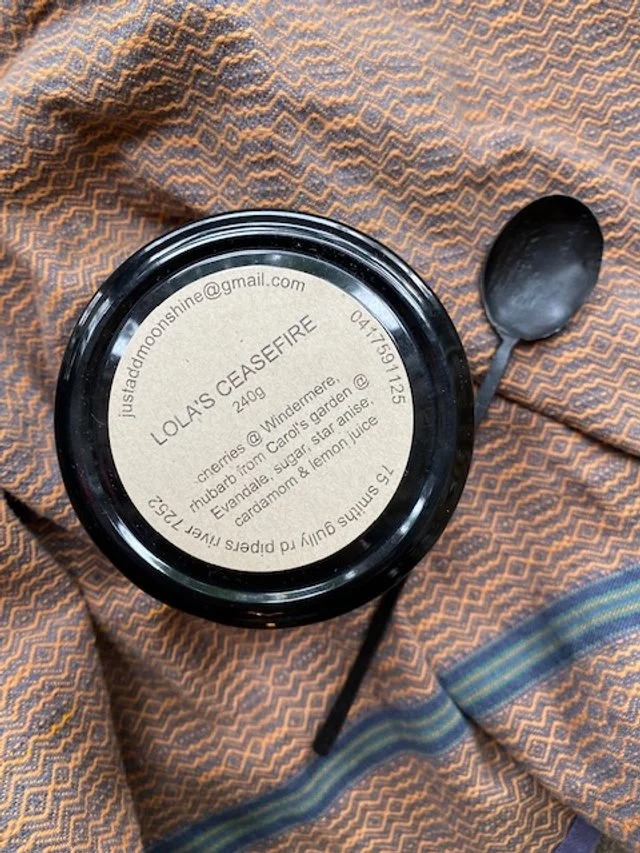 justaddmoonshine@gmail.com
0417591125
LOLA'S CEASEFIRE
240g
cherries @ Windermere,
rhubarb from Carol's garden @
Evandale, sugar, star anise,
cardamom & lemon juice
75 smiths gully rd pipers river 7252